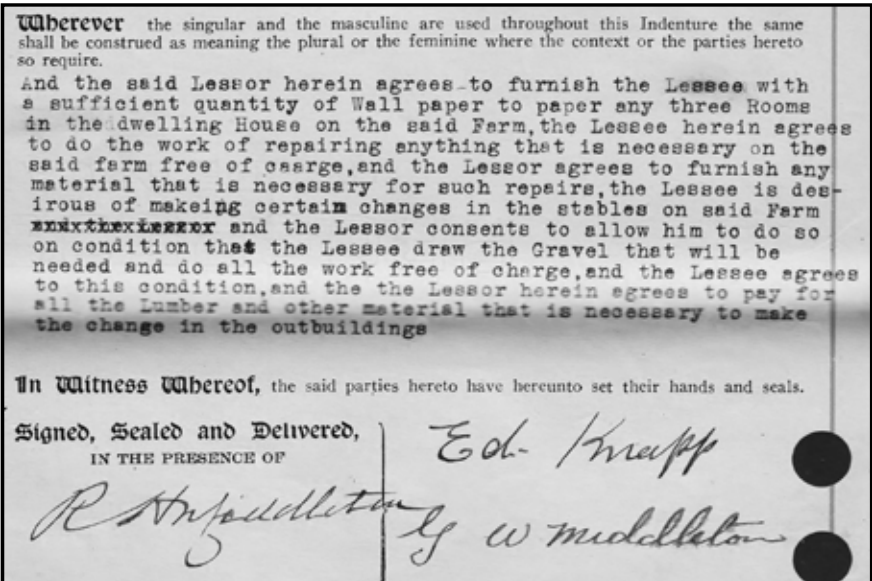 Wherever the singular and the masculine are used throughout this Indenture the same
shall be construed as meaning the plural or the feminine where the context or the parties hereto
so require.
And the said Lessor herein agrees to furnish the Lessee with
a sufficient quantity of Wall paper to paper any three Rooms
in the dwelling House on the said Farm,the Lessee herein agrees
to do the work of repairing anything that is necessary on the
said farm free of caarge,and the Lessor agrees to furnish any
material that is necessary for such repairs,the Lessee is des-
irous of makeing certain changes in the stables on said Farm
and the Lessor consents to allow him to do so
on condition that the Lessee draw the Gravel that will be
needed and do all the work free of charge,and the Lessee agrees
to this condition,and the the Lessor herein agrees to pay for
all the Lumber and other material that is necessary to make
the change in the outbuildings
In Witness Whereof, the said parties hereto have hereunto set their hands and seals.
Signed, Sealed and Delivered,
IN THE PRESENCE OF
Ed. Knapp
R H Middleton
G W Middleton